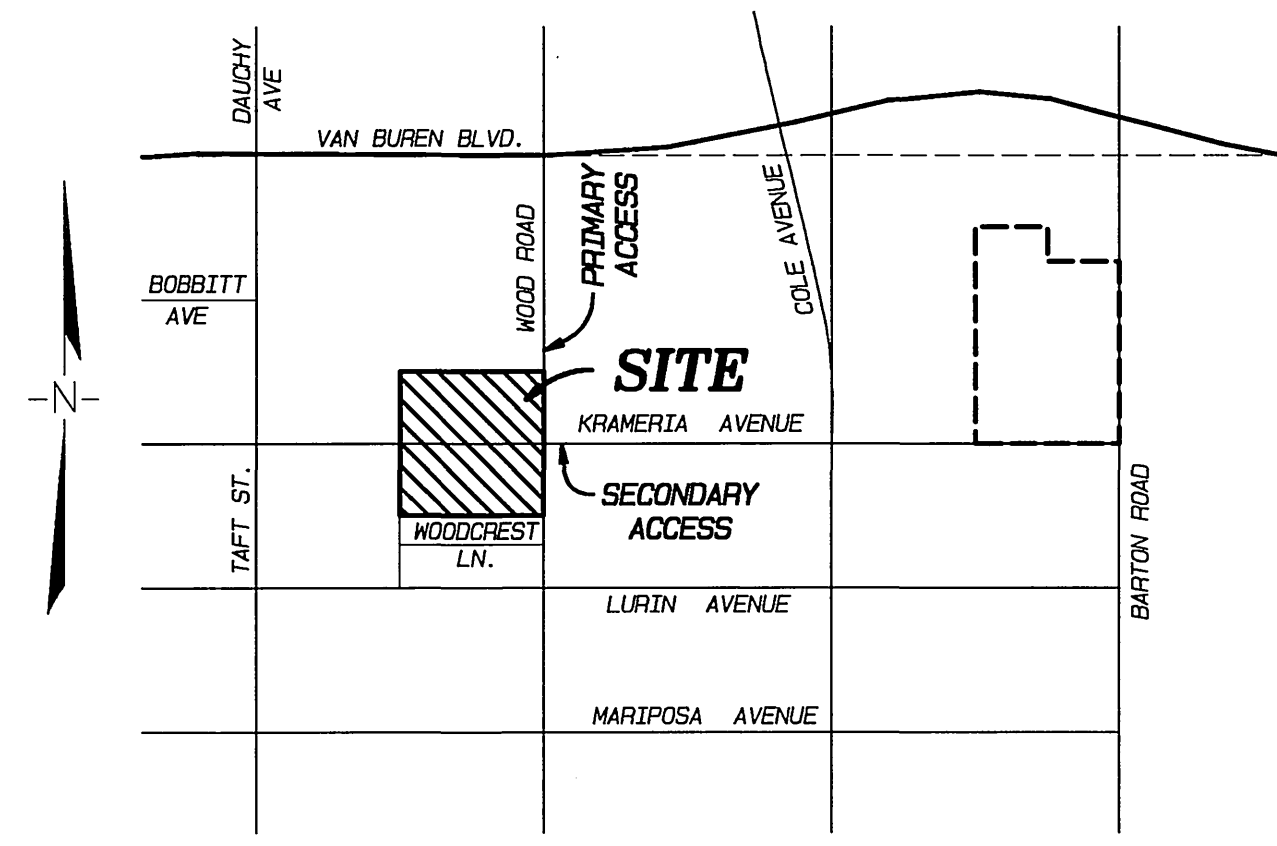 DAUCHY
AVE
VAN BUREN BLVD.
PRIMARY
ACCESS
COLE AVENUE
WOOD ROAD
BOBBITT
AVE
-N-
SITE
KRAMERIA AVENUE
TAFT ST.
SECONDARY
ACCESS
BARTON ROAD
WOODCREST
LN.
LURIN AVENUE
MARIPOSA AVENUE